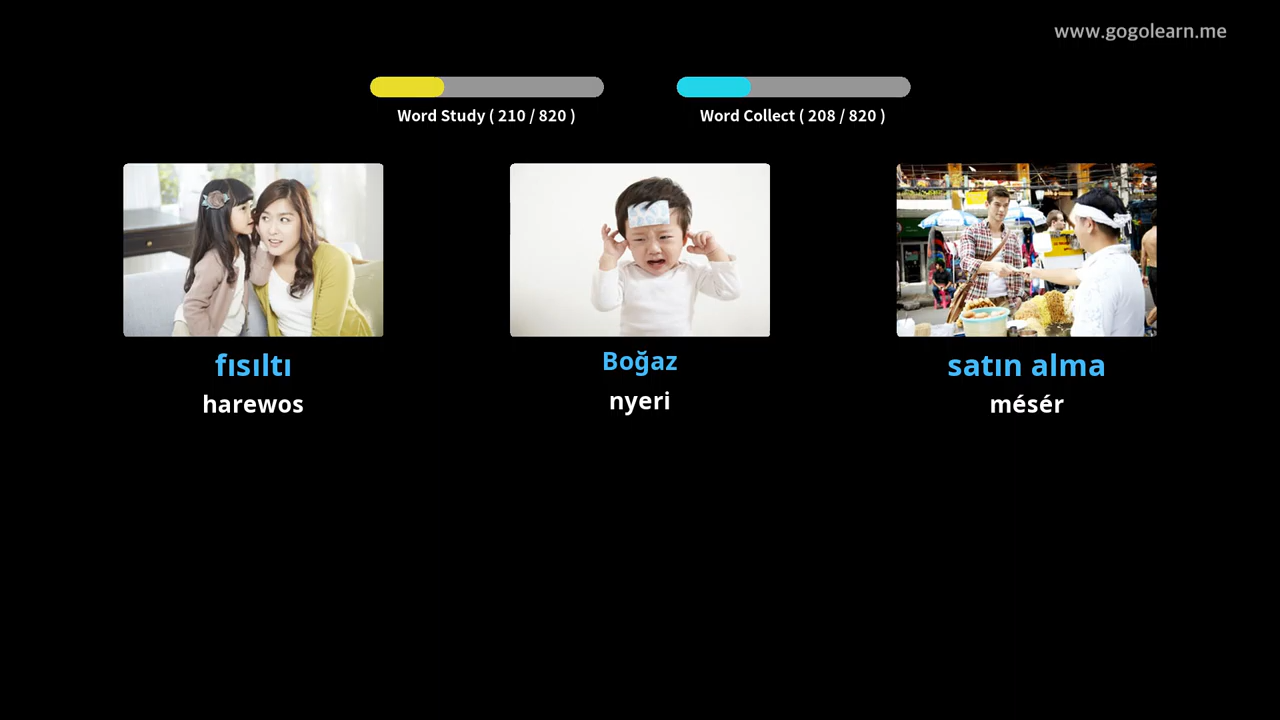 www.gogolearn.me
Word Study ( 210 / 820 )
Word Collect ( 208 / 820 )
fısıltı
harewos
Boğaz
nyeri
satın alma
mésér